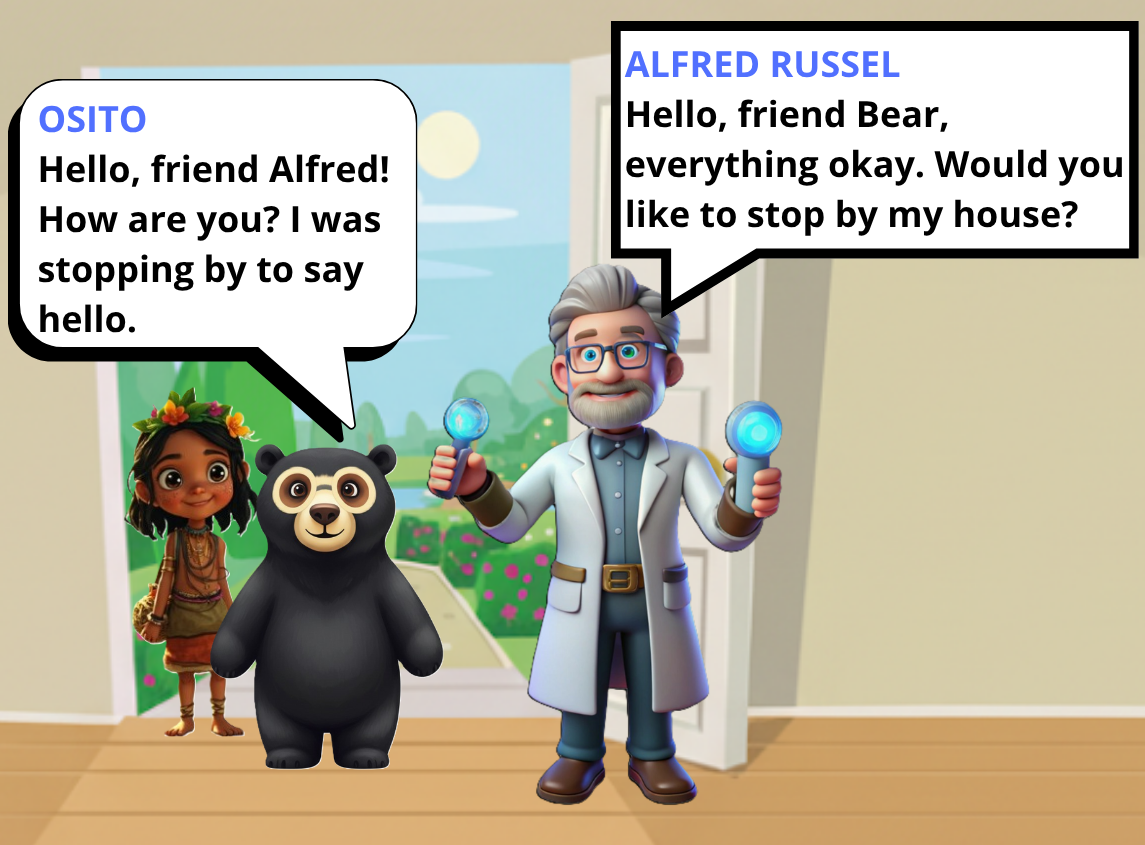 OSITO
Hello, friend Alfred!
How are you? I was
stopping by to say
hello.
ALFRED RUSSEL
Hello, friend Bear,
everything okay. Would you
like to stop by my house?